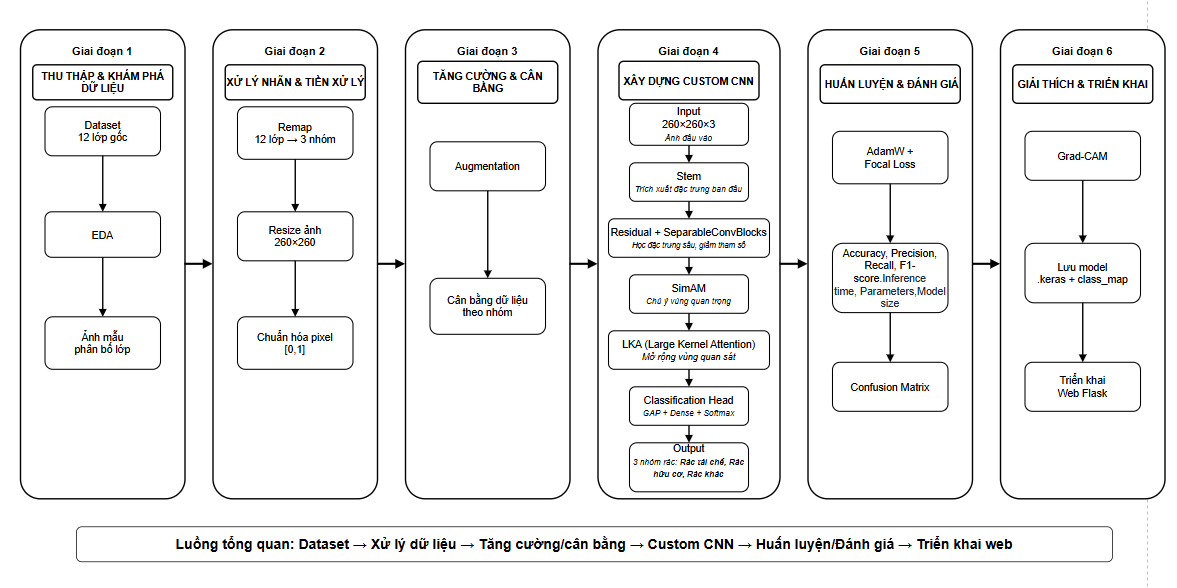 Giai đoạn 1
THU THẬP & KHÁM PHÁ
DỮ LIỆU
Dataset
12 lớp gốc
EDA
Ảnh mẫu
phân bố lớp
Giai đoạn 2
XỬ LÝ NHÃN & TIỀN XỬ LÝ
Remap
12 lớp → 3 nhóm
Resize ảnh
260×260
Chuẩn hóa pixel
[0,1]
Giai đoạn 3
TĂNG CƯỜNG & CÂN
BẰNG
Augmentation
Cân bằng dữ liệu
theo nhóm
Giai đoạn 4
XÂY DỰNG CUSTOM CNN
Input
260×260×3
Ảnh đầu vào
Stem
Trích xuất đặc trưng ban đầu
Residual + SeparableConvBlocks
Học đặc trưng sâu, giảm tham số
SimAM
Chú ý vùng quan trọng
LKA (Large Kernel Attention)
Mở rộng vùng quan sát
Classification Head
GAP + Dense + Softmax
Output
3 nhóm rác: Rác tái chế, Rác
hữu cơ, Rác khác
Giai đoạn 5
HUẤN LUYỆN & ĐÁNH GIÁ
AdamW +
Focal Loss
Accuracy, Precision,
Recall, F1-
score.Inference
time, Parameters,Model
size
Confusion Matrix
Giai đoạn 6
GIẢI THÍCH & TRIỂN KHAI
Grad-CAM
Lưu model
.keras + class_map
Triển khai
Web Flask
Luồng tổng quan: Dataset → Xử lý dữ liệu → Tăng cường/cân bằng → Custom CNN → Huấn luyện/Đánh giá → Triển khai web